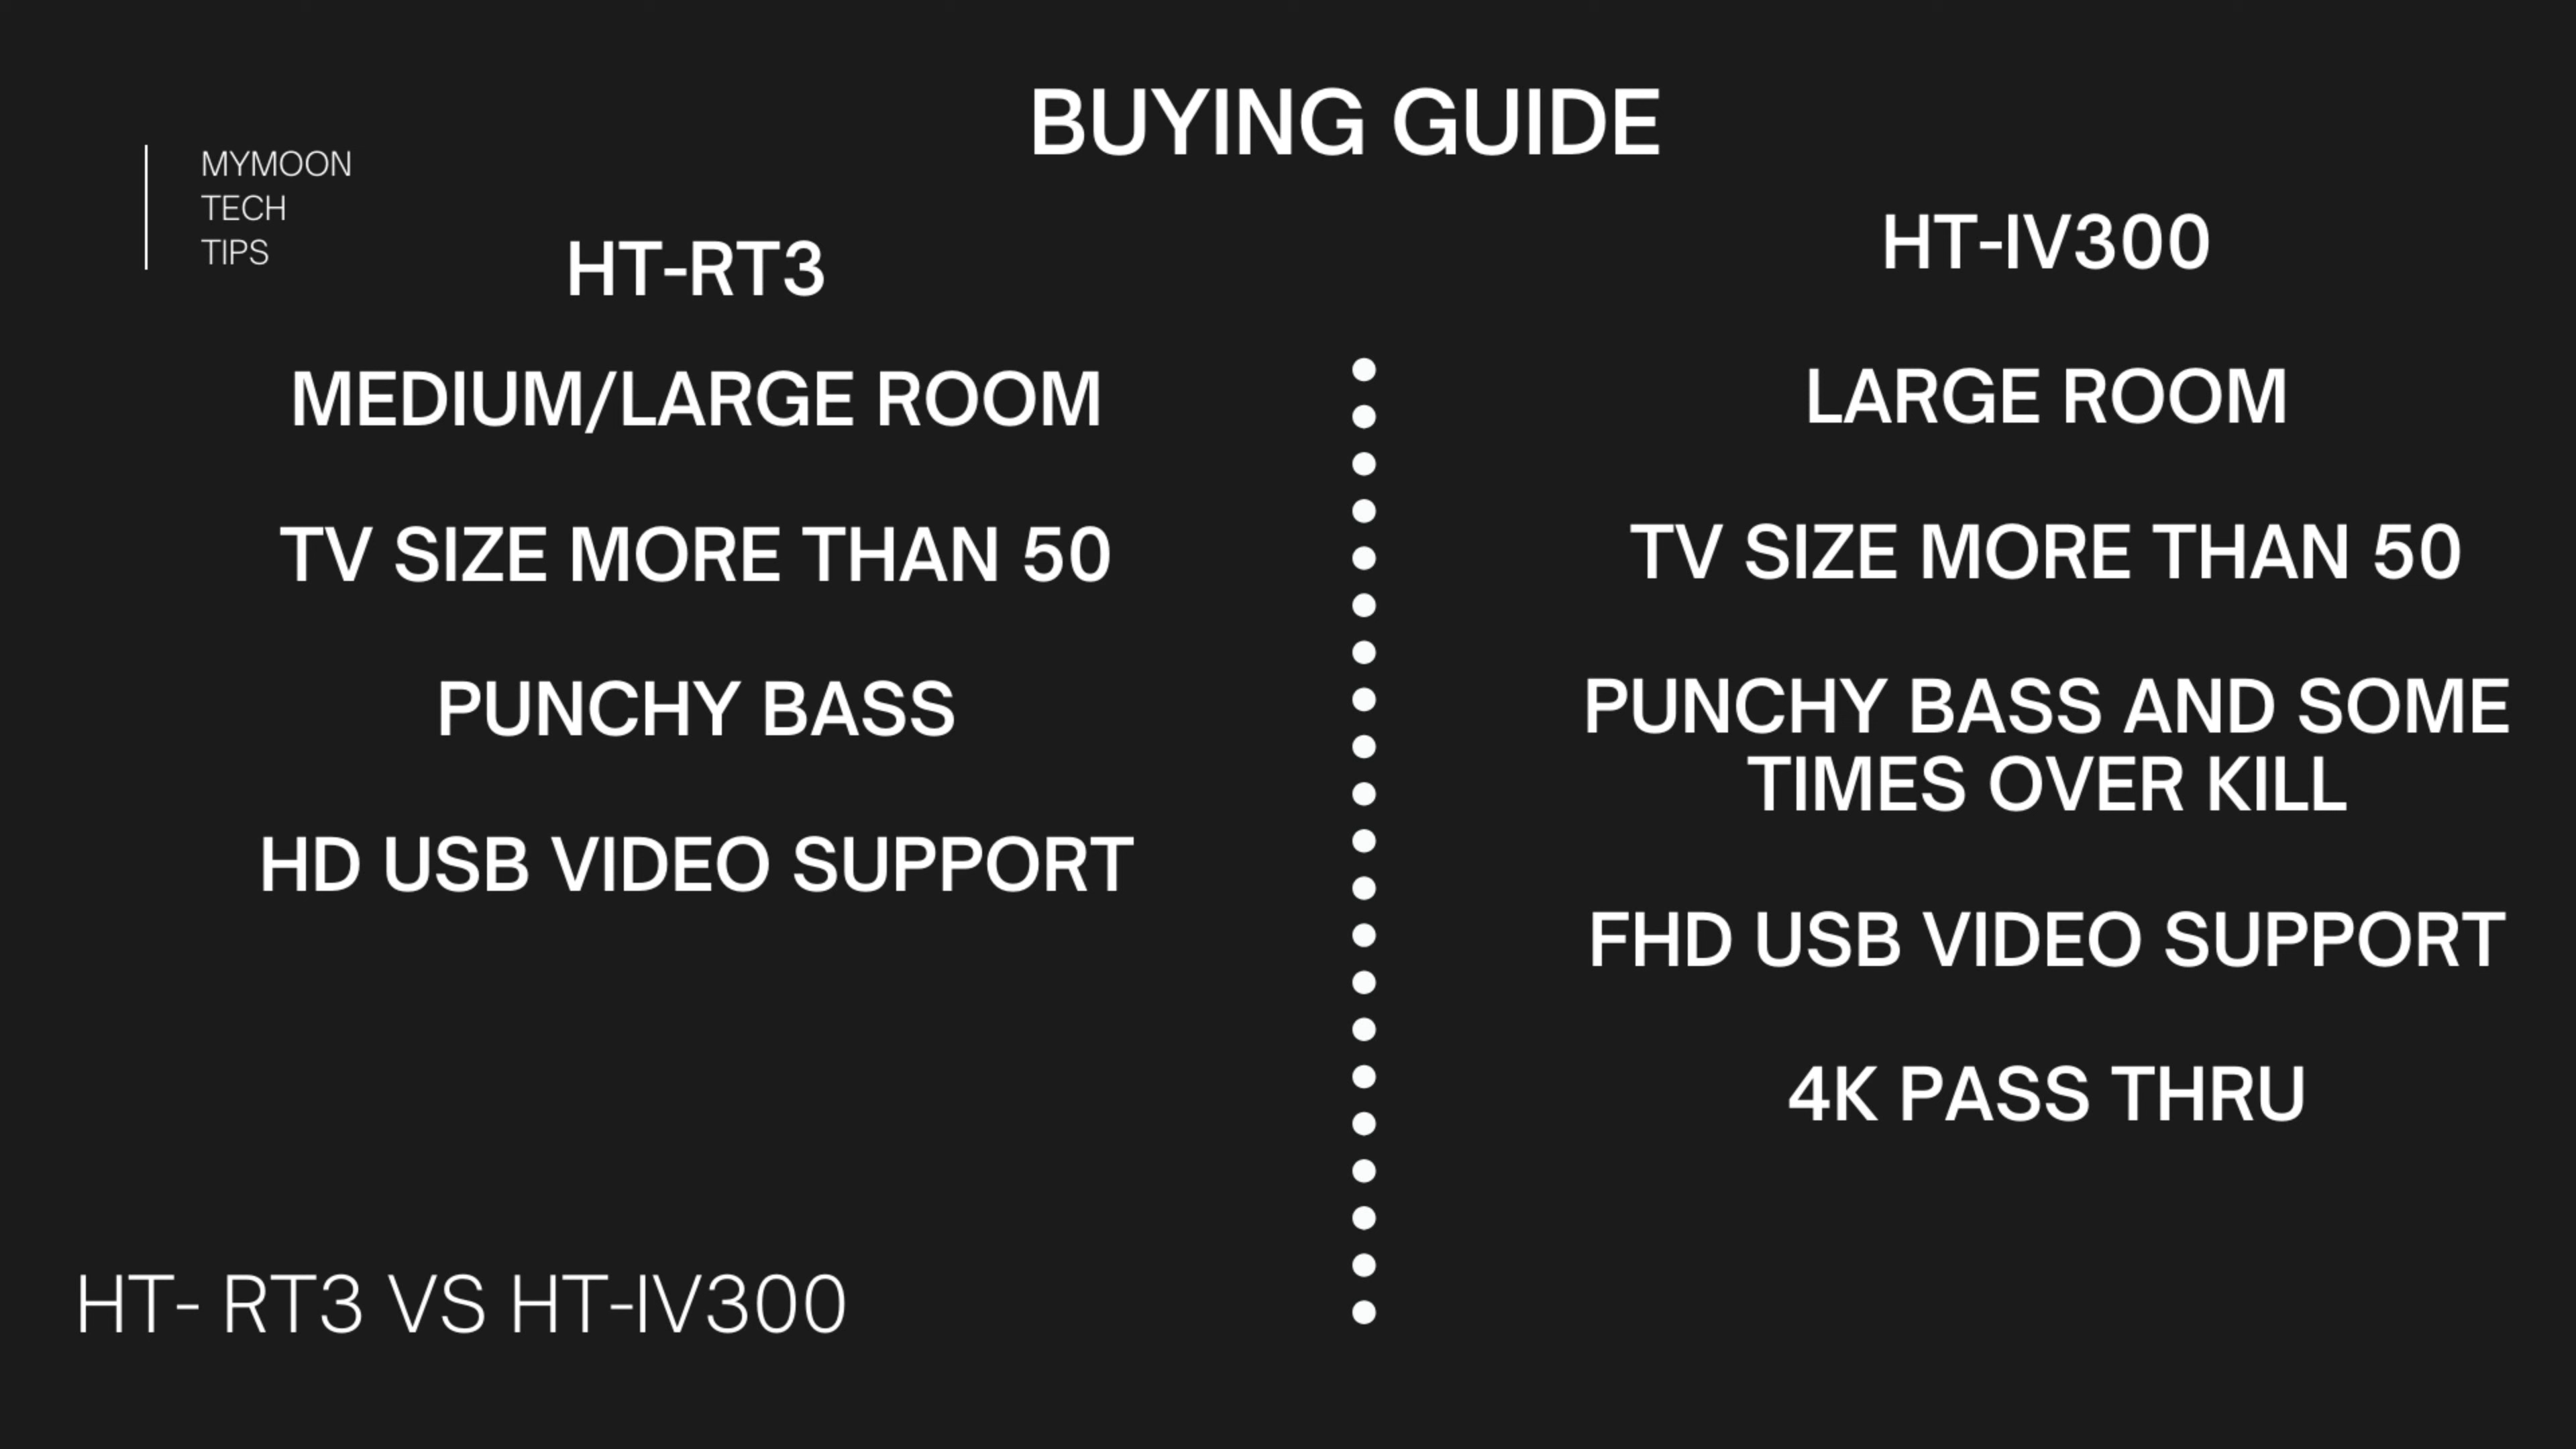 BUYING GUIDE
MYMOON
TECH
TIPS
HT-RT3
MEDIUM/LARGE ROOM
TV SIZE MORE THAN 50
PUNCHY BASS
HD USB VIDEO SUPPORT
HT-IV300
LARGE ROOM
TV SIZE MORE THAN 50
PUNCHY BASS AND SOME
TIMES OVER KILL
FHD USB VIDEO SUPPORT
4K PASS THRU
HT- RT3 VS HT-IV300